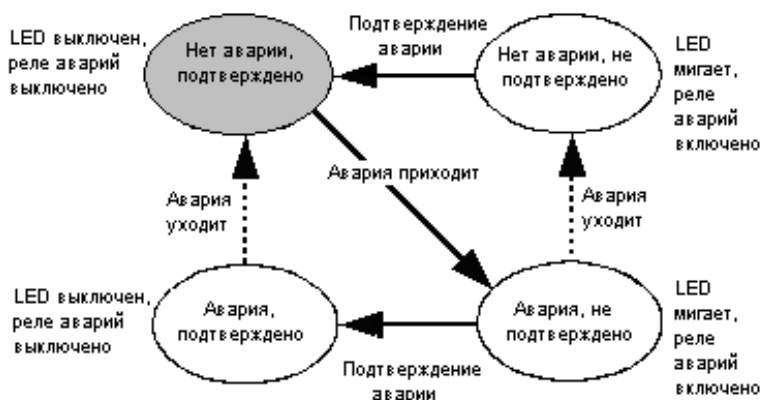 LED выключен,
реле аварий
выключено
Нет аварии,
подтверждено
Подтверждение
аварии
Нет аварии, не
подтверждено
LED
мигает,
реле
аварий
включено
Авария
уходит
Авария приходит
Авария
уходит
LED выключен,
реле аварий
выключено
Авария,
подтверждено
Подтверждение
аварии
Авария, не
подтверждено
LED
мигает,
реле
аварий
включено